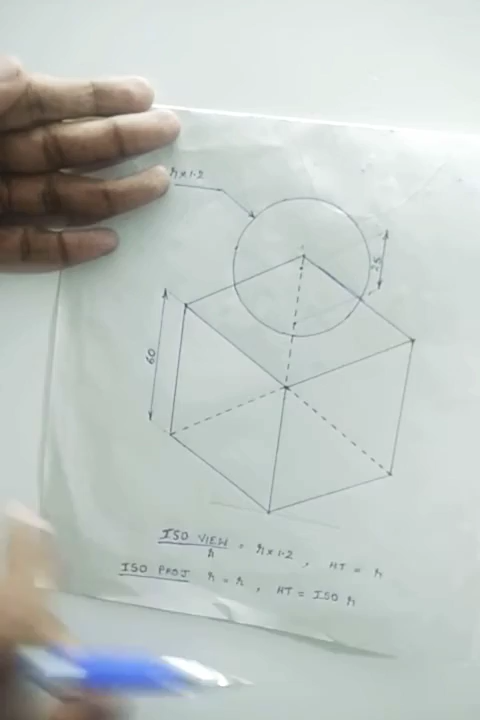 r×1.2
25
60
ISO VIEW r = r×1.2 , HT = r
ISO PROJ r = r , HT = ISO r